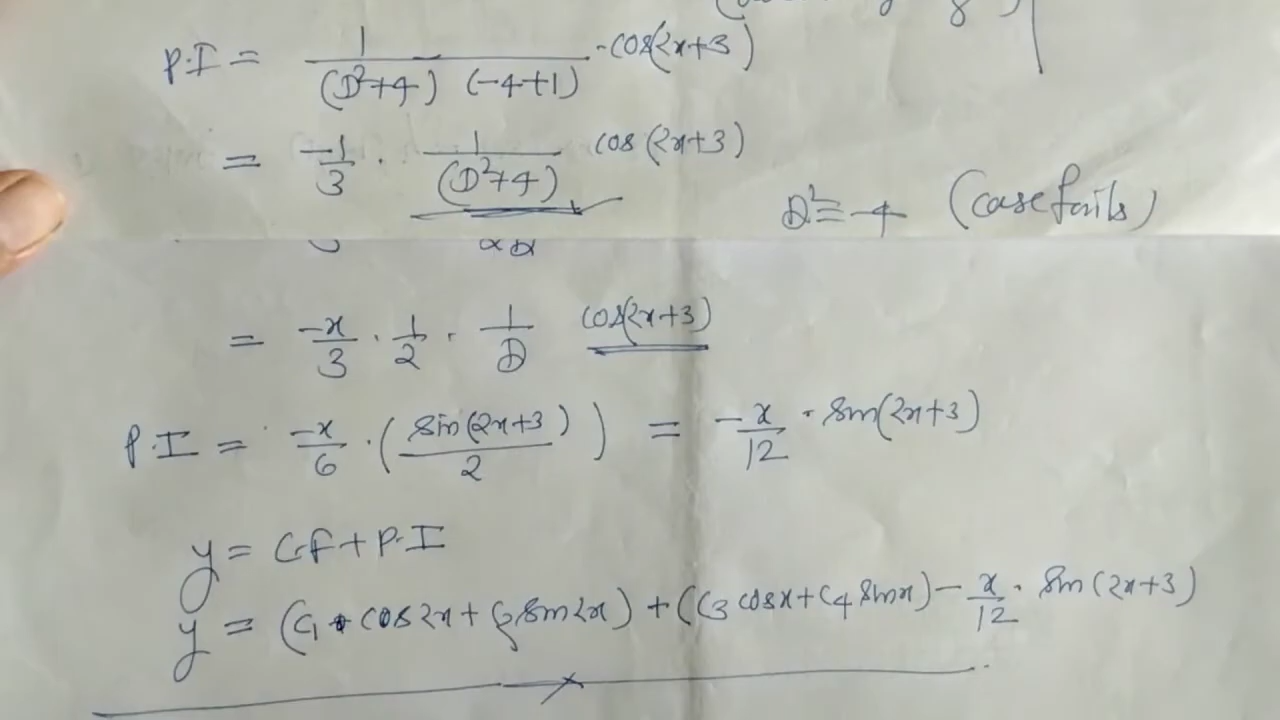 P.I = 1/((D²+4) (-4+1)) · cos(2x+3)
= -1/3 · 1/(D²+4) cos(2x+3)
D² = -4 (case fails)
= -x/3 · 1/2 · 1/D cos(2x+3)
P.I = -x/6 · (sin(2x+3)/2) = -x/12 · sin(2x+3)
y = C.F + P.I
y = (C1 cos2x + C2 sin2x) + (C3 cosx + C4 sinx) - x/12 · sin(2x+3)